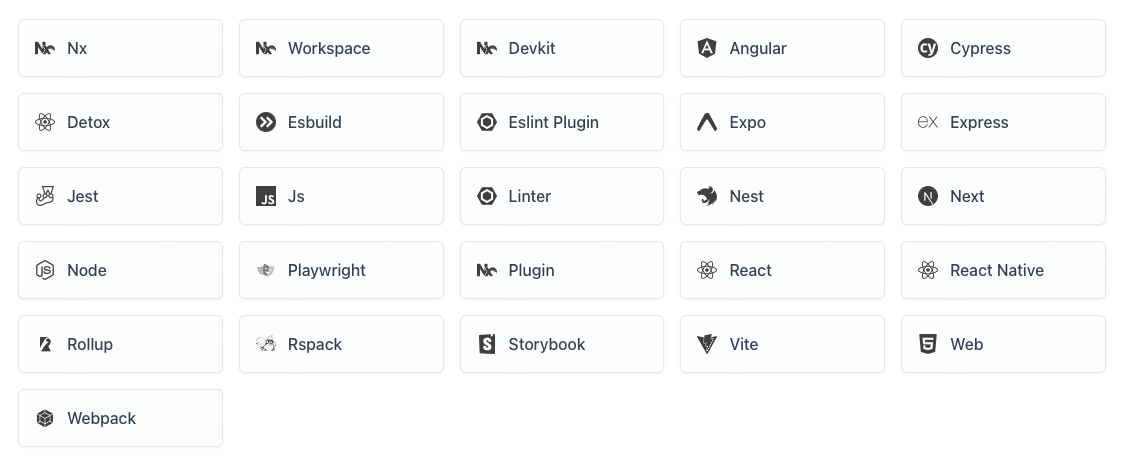 Nx
Workspace
Devkit
Angular
Cypress
Detox
Esbuild
Eslint Plugin
Expo
Express
Jest
Js
Linter
Nest
Next
Node
Playwright
Plugin
React
React Native
Rollup
Rspack
Storybook
Vite
Web
Webpack